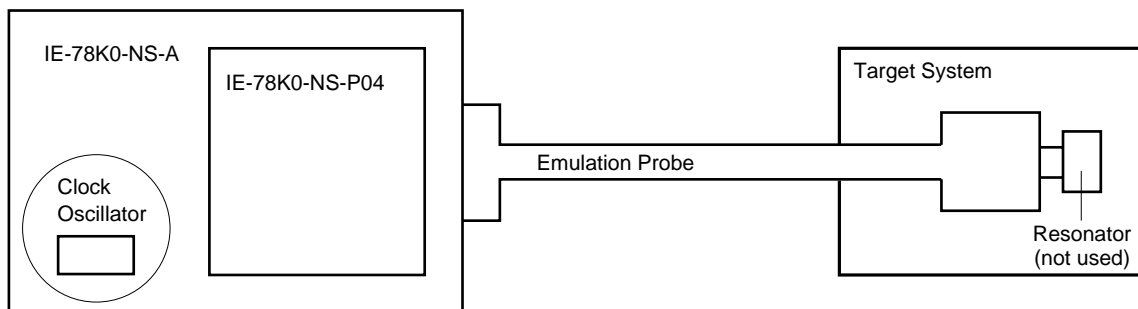 IE-78K0-NS-A
IE-78K0-NS-P04
Target System
Emulation Probe
Clock
Oscillator
Resonator
(not used)